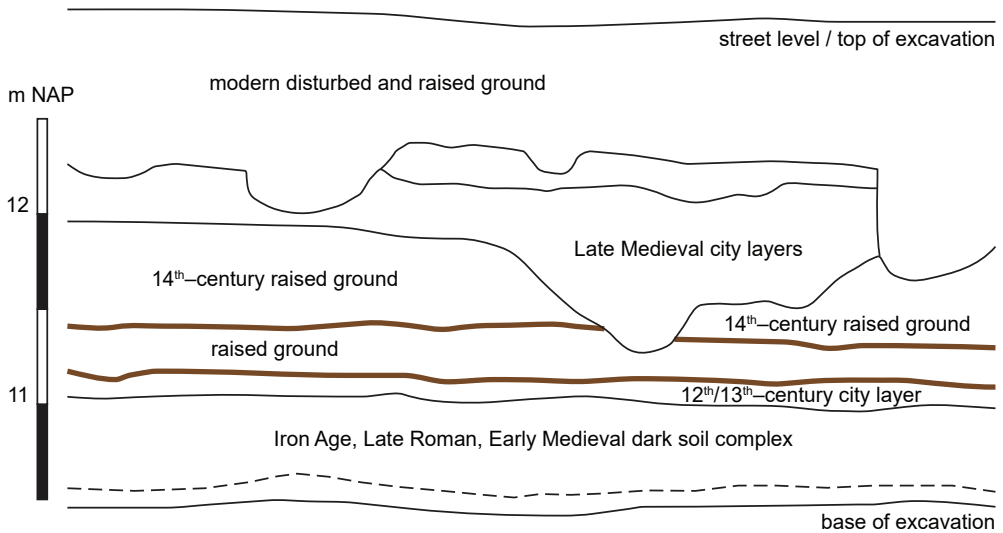 street level / top of excavation
modern disturbed and raised ground
m NAP
12
Late Medieval city layers
14th–century raised ground
14th–century raised ground
raised ground
11
12th/13th–century city layer
Iron Age, Late Roman, Early Medieval dark soil complex
base of excavation